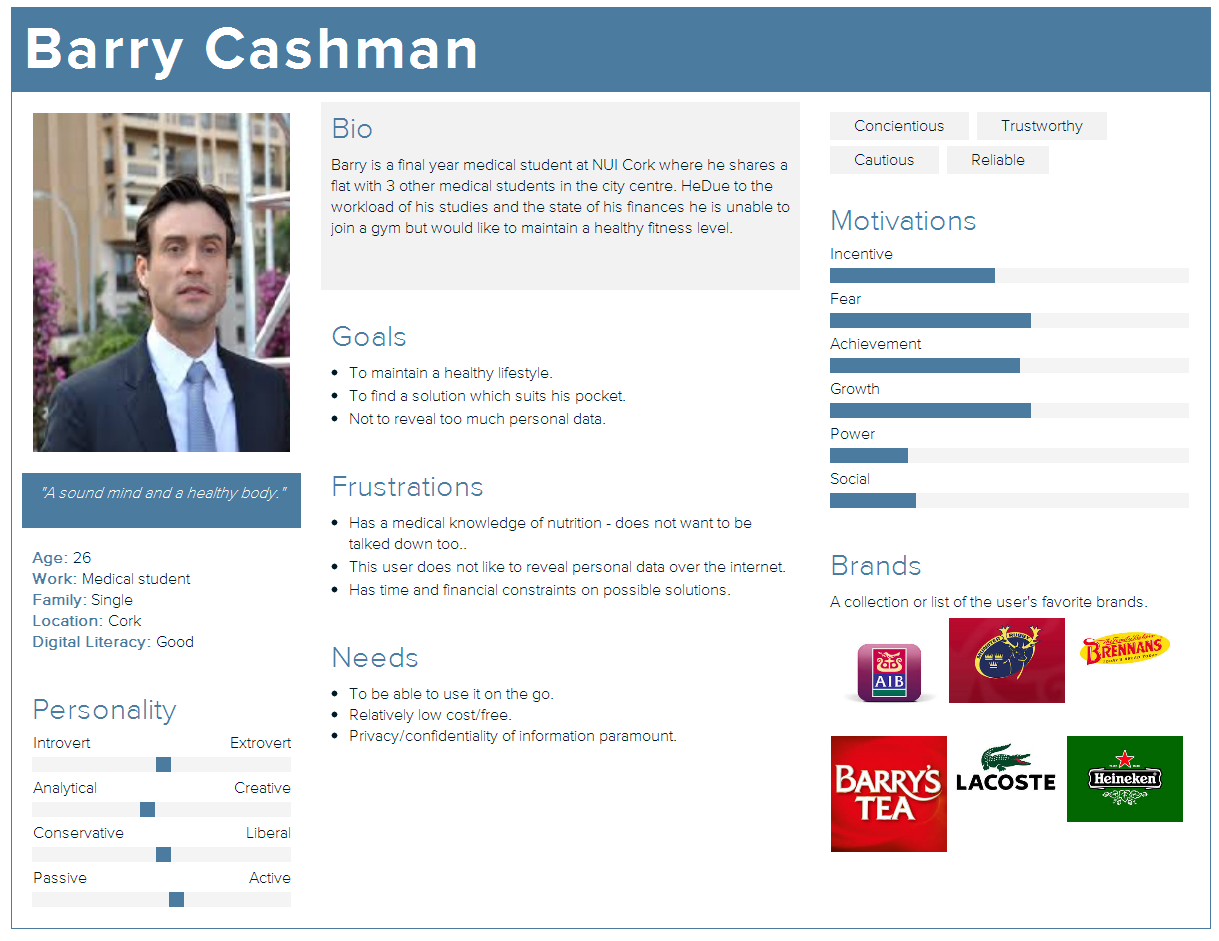 Barry Cashman
"A sound mind and a healthy body."
Age: 26
Work: Medical student
Family: Single
Location: Cork
Digital Literacy: Good
Personality
Introvert Extrovert
Analytical Creative
Conservative Liberal
Passive Active
Bio
Barry is a final year medical student at NUI Cork where he shares a
flat with 3 other medical students in the city centre. HeDue to the
workload of his studies and the state of his finances he is unable to
join a gym but would like to maintain a healthy fitness level.
Goals
To maintain a healthy lifestyle.
To find a solution which suits his pocket.
Not to reveal too much personal data.
Frustrations
Has a medical knowledge of nutrition - does not want to be
talked down too..
This user does not like to reveal personal data over the internet.
Has time and financial constraints on possible solutions.
Needs
To be able to use it on the go.
Relatively low cost/free.
Privacy/confidentiality of information paramount.
Concientious Trustworthy
Cautious Reliable
Motivations
Incentive
Fear
Achievement
Growth
Power
Social
Brands
A collection or list of the user's favorite brands.
AIB
BRENNANS
BARRY'S
TEA
LACOSTE
Heineken